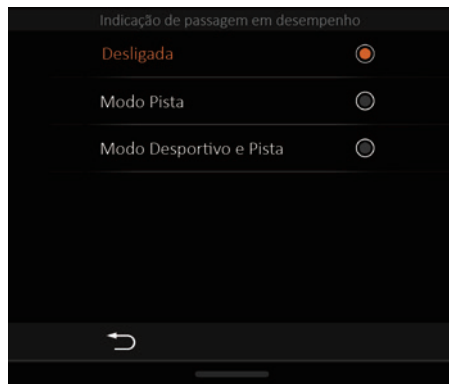 Indicação de passagem em desempenho
Desligada
Modo Pista
Modo Desportivo e Pista